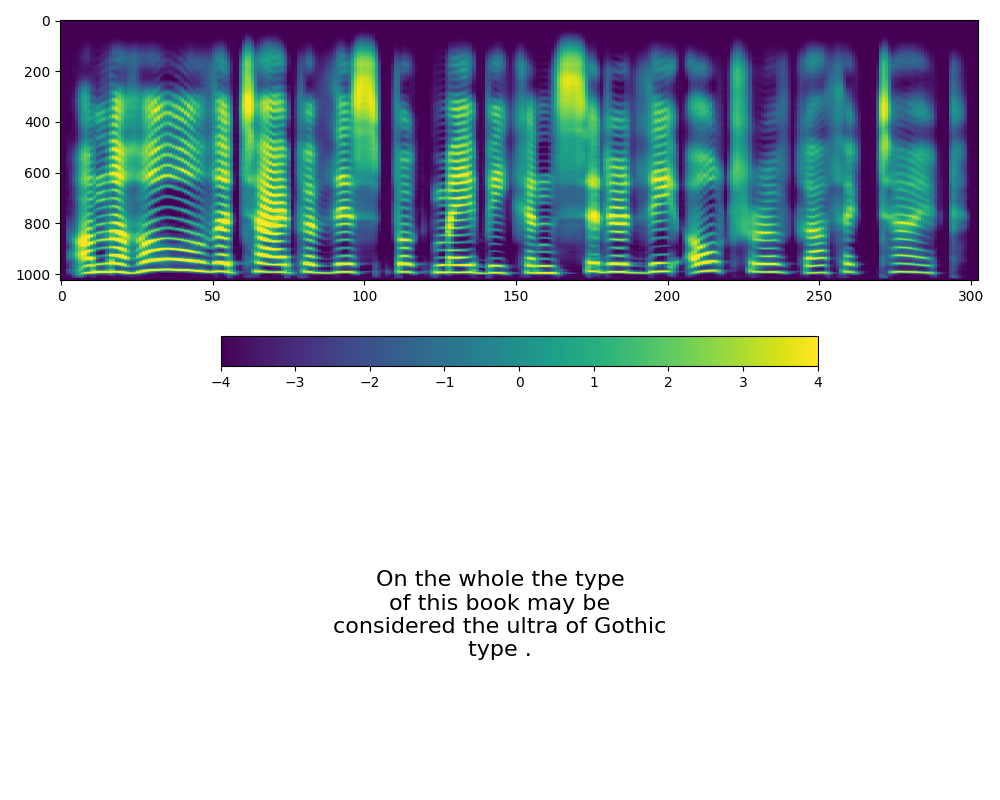 0
200
400
600
800
1000
0 50 100 150 200 250 300
−4 −3 −2 −1 0 1 2 3 4
On the whole the type
of this book may be
considered the ultra of Gothic
type .